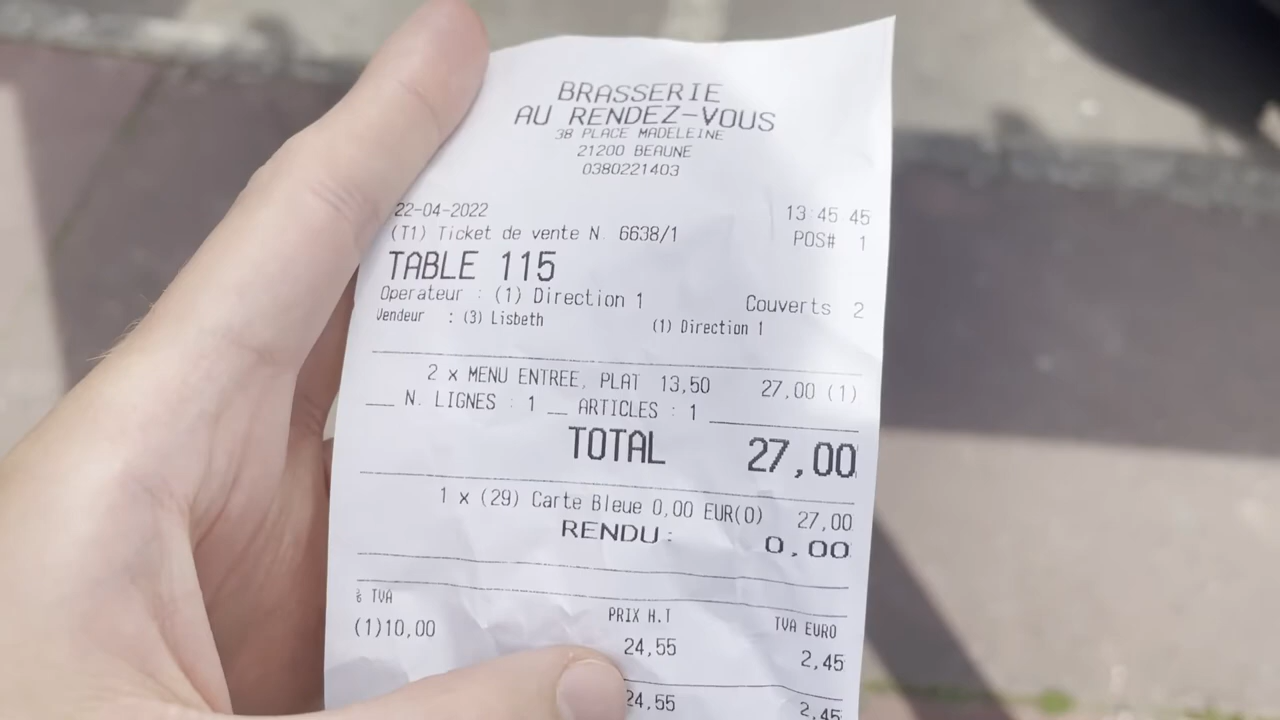 BRASSERIE
AU RENDEZ-VOUS
38 PLACE MADELEINE
21200 BEAUNE
0380221403
22-04-2022 13:45 45
(T1) Ticket de vente N. 6638/1 POS# 1
TABLE 115
Operateur : (1) Direction 1 Couverts 2
Vendeur : (3) Lisbeth (1) Direction 1
2 x MENU ENTREE, PLAT 13,50 27,00 (1)
__ N. LIGNES : 1 __ ARTICLES : 1
TOTAL 27,00
1 x (29) Carte Bleue 0,00 EUR(0) 27,00
RENDU : 0,00
% TVA PRIX H.T TVA EURO
(1)10,00 24,55 2,45
24,55 2,45